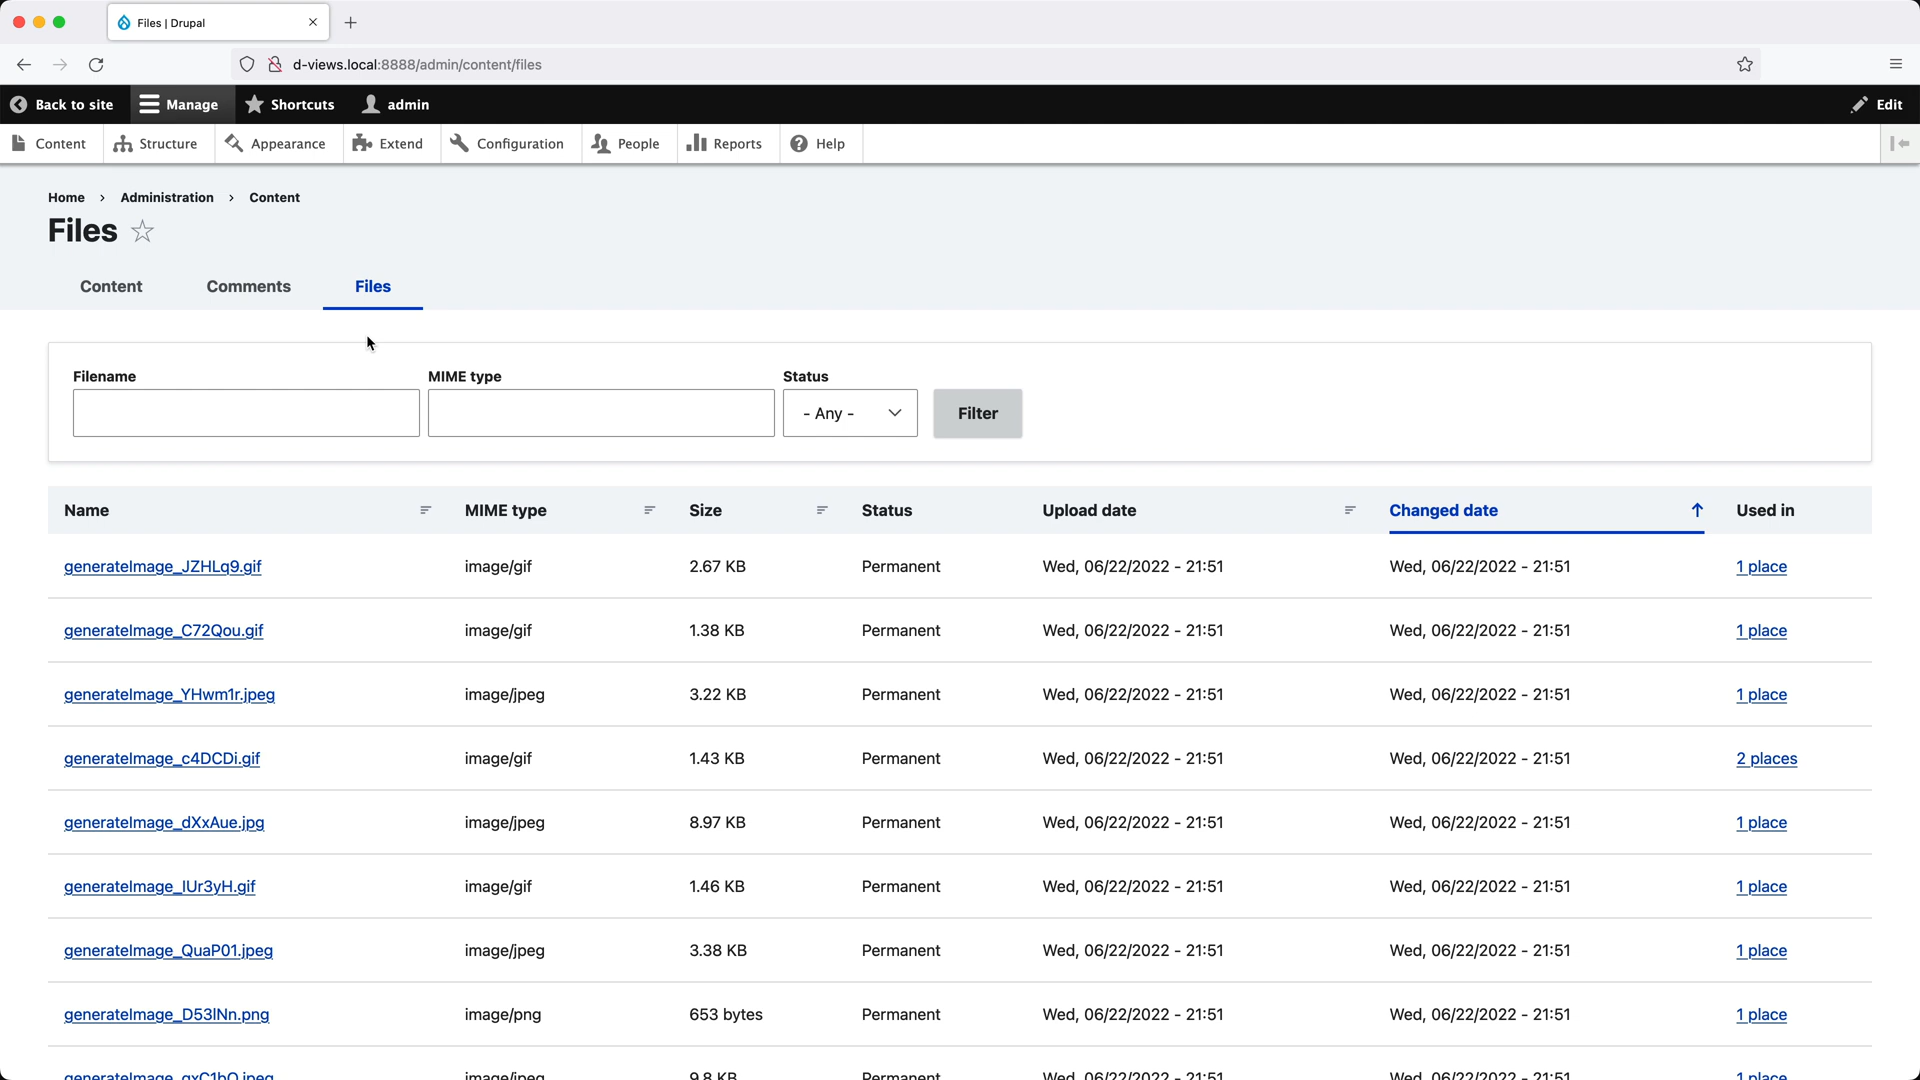 Files | Drupal
d-views.local:8888/admin/content/files
Back to site Manage Shortcuts admin Edit
Content Structure Appearance Extend Configuration People Reports Help
Home › Administration › Content
Files
Content Comments Files
Filename MIME type Status
- Any - Filter
Name MIME type Size Status Upload date Changed date Used in
generateImage_JZHLq9.gif image/gif 2.67 KB Permanent Wed, 06/22/2022 - 21:51 Wed, 06/22/2022 - 21:51 1 place
generateImage_C72Qou.gif image/gif 1.38 KB Permanent Wed, 06/22/2022 - 21:51 Wed, 06/22/2022 - 21:51 1 place
generateImage_YHwm1r.jpeg image/jpeg 3.22 KB Permanent Wed, 06/22/2022 - 21:51 Wed, 06/22/2022 - 21:51 1 place
generateImage_c4DCDi.gif image/gif 1.43 KB Permanent Wed, 06/22/2022 - 21:51 Wed, 06/22/2022 - 21:51 2 places
generateImage_dXxAue.jpg image/jpeg 8.97 KB Permanent Wed, 06/22/2022 - 21:51 Wed, 06/22/2022 - 21:51 1 place
generateImage_IUr3yH.gif image/gif 1.46 KB Permanent Wed, 06/22/2022 - 21:51 Wed, 06/22/2022 - 21:51 1 place
generateImage_QuaP01.jpeg image/jpeg 3.38 KB Permanent Wed, 06/22/2022 - 21:51 Wed, 06/22/2022 - 21:51 1 place
generateImage_D53INn.png image/png 653 bytes Permanent Wed, 06/22/2022 - 21:51 Wed, 06/22/2022 - 21:51 1 place
image/jpeg 9.8 KB Permanent Wed, 06/22/2022 - 21:51 Wed, 06/22/2022 - 21:51 1 place